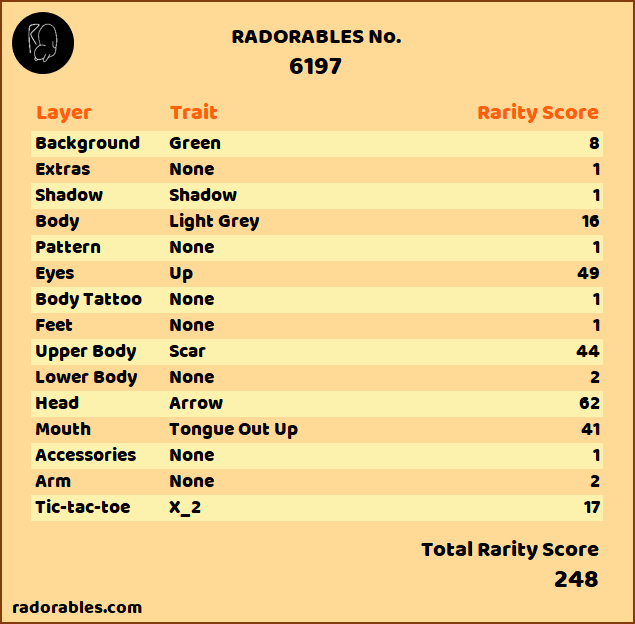 RADORABLES No.
6197
Layer Trait Rarity Score
Background Green 8
Extras None 1
Shadow Shadow 1
Body Light Grey 16
Pattern None 1
Eyes Up 49
Body Tattoo None 1
Feet None 1
Upper Body Scar 44
Lower Body None 2
Head Arrow 62
Mouth Tongue Out Up 41
Accessories None 1
Arm None 2
Tic-tac-toe X_2 17
Total Rarity Score
248
radorables.com